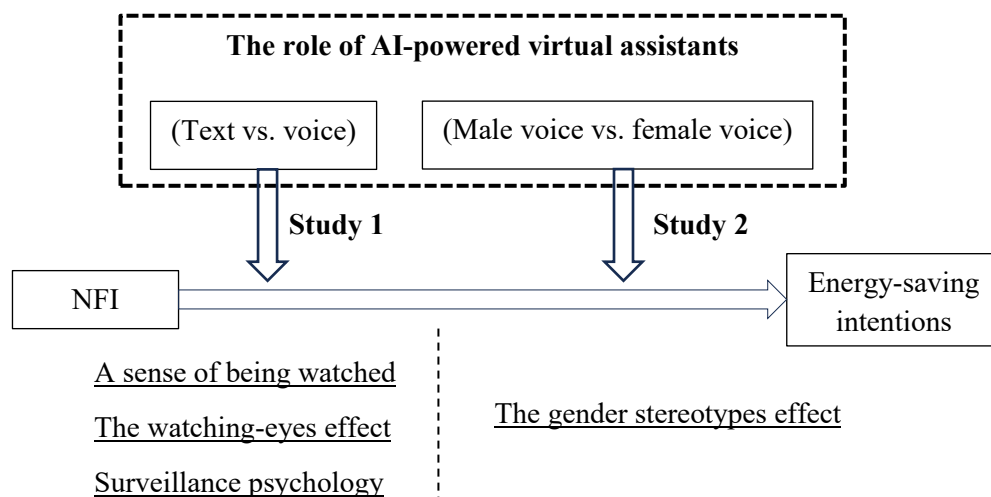 The role of AI-powered virtual assistants
(Text vs. voice)
(Male voice vs. female voice)
Study 1
Study 2
NFI
Energy-saving
intentions
A sense of being watched
The watching-eyes effect
Surveillance psychology
The gender stereotypes effect